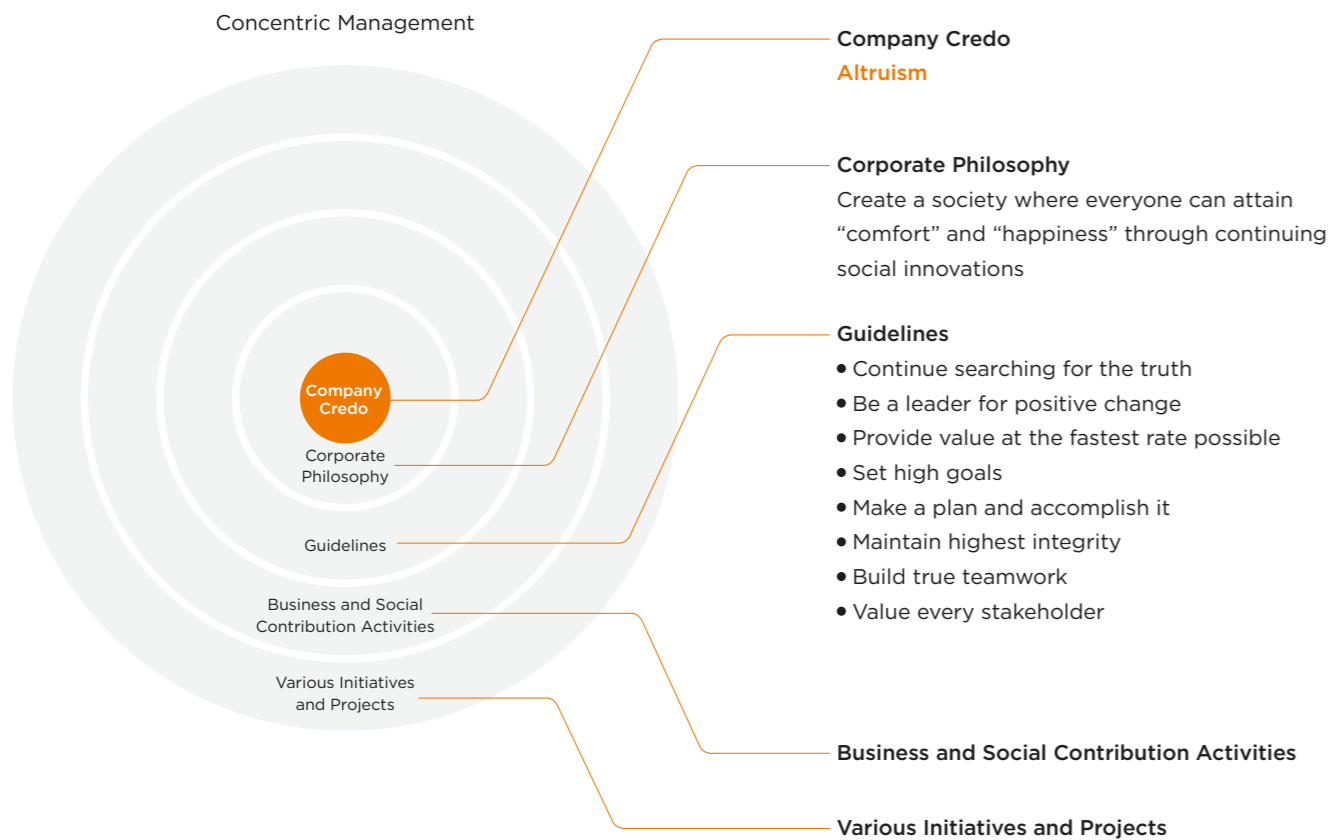 Concentric Management
Company
Credo
Corporate
Philosophy
Guidelines
Business and Social
Contribution Activities
Various Initiatives
and Projects
Company Credo
Altruism
Corporate Philosophy
Create a society where everyone can attain
“comfort” and “happiness” through continuing
social innovations
Guidelines
• Continue searching for the truth
• Be a leader for positive change
• Provide value at the fastest rate possible
• Set high goals
• Make a plan and accomplish it
• Maintain highest integrity
• Build true teamwork
• Value every stakeholder
Business and Social Contribution Activities
Various Initiatives and Projects